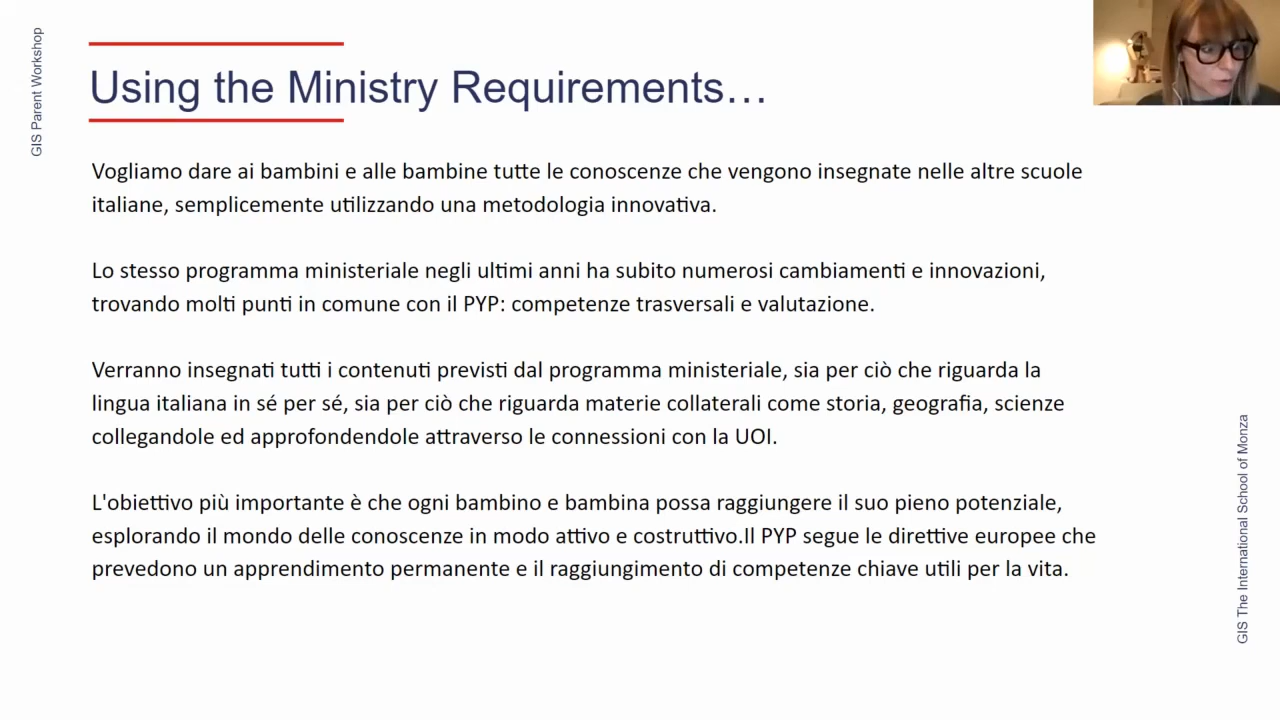 GIS Parent Workshop
Using the Ministry Requirements…
Vogliamo dare ai bambini e alle bambine tutte le conoscenze che vengono insegnate nelle altre scuole
italiane, semplicemente utilizzando una metodologia innovativa.
Lo stesso programma ministeriale negli ultimi anni ha subito numerosi cambiamenti e innovazioni,
trovando molti punti in comune con il PYP: competenze trasversali e valutazione.
Verranno insegnati tutti i contenuti previsti dal programma ministeriale, sia per ciò che riguarda la
lingua italiana in sé per sé, sia per ciò che riguarda materie collaterali come storia, geografia, scienze
collegandole ed approfondendole attraverso le connessioni con la UOI.
L'obiettivo più importante è che ogni bambino e bambina possa raggiungere il suo pieno potenziale,
esplorando il mondo delle conoscenze in modo attivo e costruttivo.Il PYP segue le direttive europee che
prevedono un apprendimento permanente e il raggiungimento di competenze chiave utili per la vita.
GIS The International School of Monza